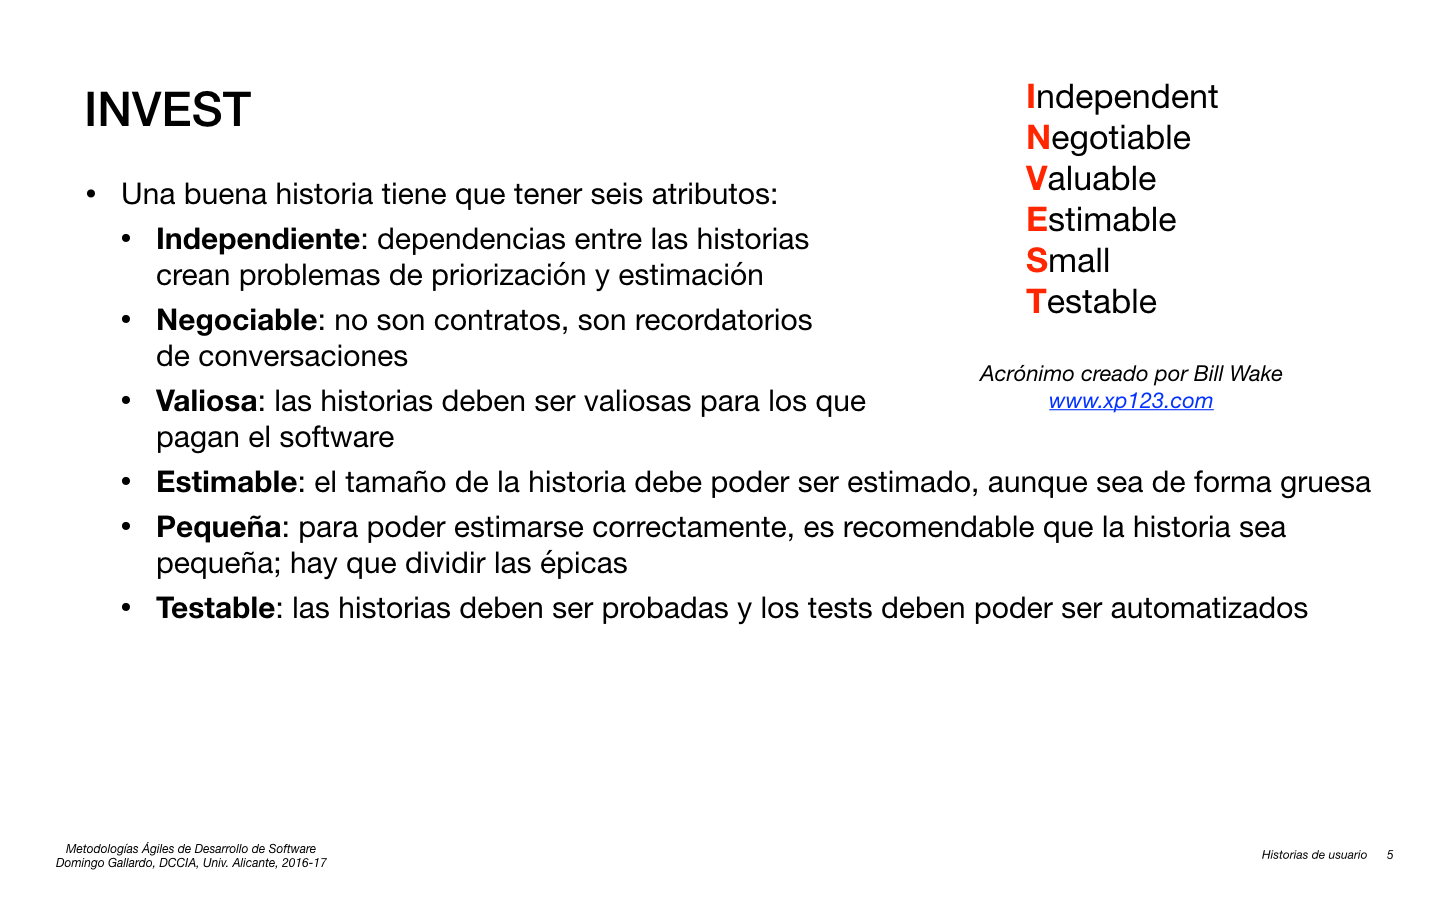 INVEST
• Una buena historia tiene que tener seis atributos:
• Independiente: dependencias entre las historias
crean problemas de priorización y estimación
• Negociable: no son contratos, son recordatorios
de conversaciones
• Valiosa: las historias deben ser valiosas para los que
pagan el software
• Estimable: el tamaño de la historia debe poder ser estimado, aunque sea de forma gruesa
• Pequeña: para poder estimarse correctamente, es recomendable que la historia sea
pequeña; hay que dividir las épicas
• Testable: las historias deben ser probadas y los tests deben poder ser automatizados
Independent
Negotiable
Valuable
Estimable
Small
Testable
Acrónimo creado por Bill Wake
www.xp123.com
Metodologías Ágiles de Desarrollo de Software
Domingo Gallardo, DCCIA, Univ. Alicante, 2016-17
Historias de usuario 5